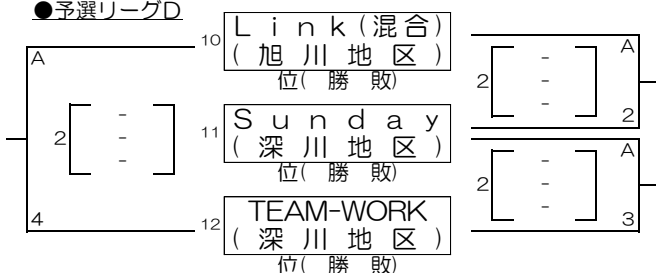 ●予選リーグD
10 Ｌｉｎｋ(混合)
( 旭 川 地 区 )
位( 勝 敗)
A
2
-
-
-
4
11 Ｓｕｎｄａｙ
( 深 川 地 区 )
位( 勝 敗)
12 TEAM-WORK
( 深 川 地 区 )
位( 勝 敗)
A
2
-
-
-
2
A
2
-
-
-
3